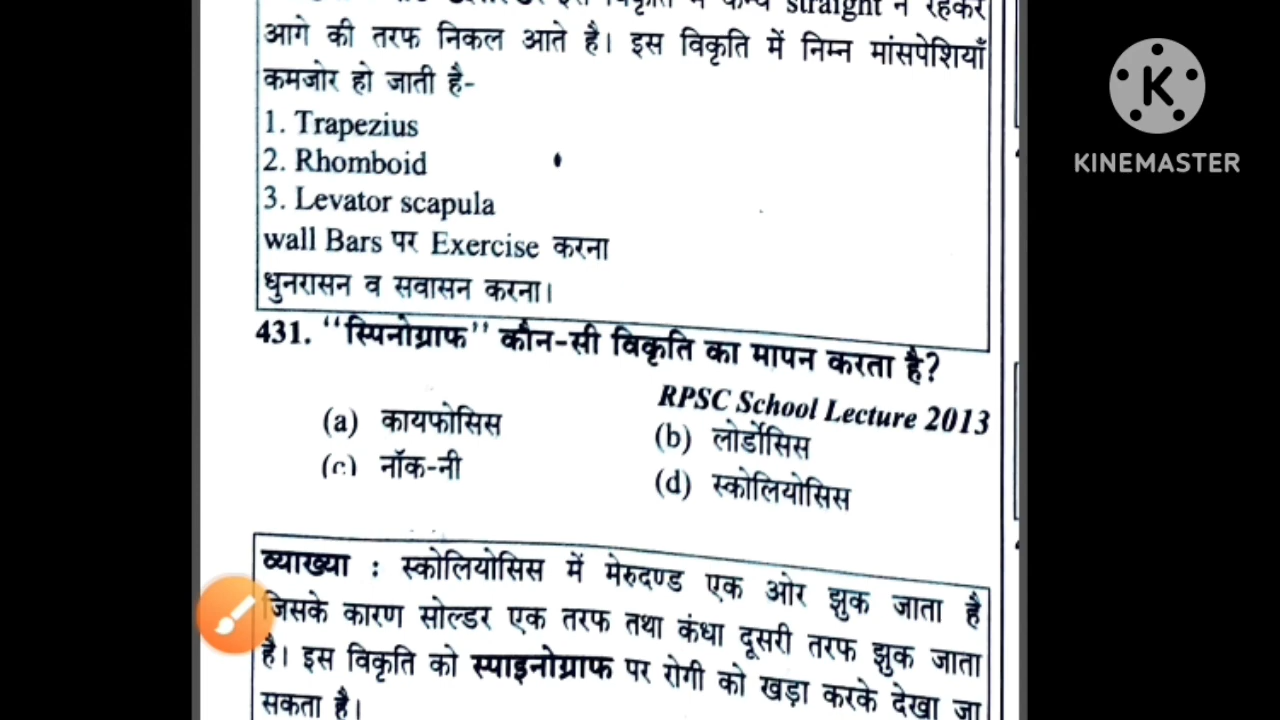 straight न रहकर
आगे की तरफ निकल आते है। इस विकृति में निम्न मांसपेशियाँ
कमजोर हो जाती है-
1. Trapezius
2. Rhomboid
3. Levator scapula
wall Bars पर Exercise करना
धुनरासन व सवासन करना।
431. "स्पिनोग्राफ" कौन-सी विकृति का मापन करता है?
RPSC School Lecture 2013
(a) कायफोसिस
(b) लोर्डोसिस
(c) नॉक-नी
(d) स्कोलियोसिस
व्याख्या : स्कोलियोसिस में मेरुदण्ड एक ओर झुक जाता है
जिसके कारण सोल्डर एक तरफ तथा कंधा दूसरी तरफ झुक जाता
है। इस विकृति को स्पाइनोग्राफ पर रोगी को खड़ा करके देखा जा
सकता है।
K
KINEMASTER